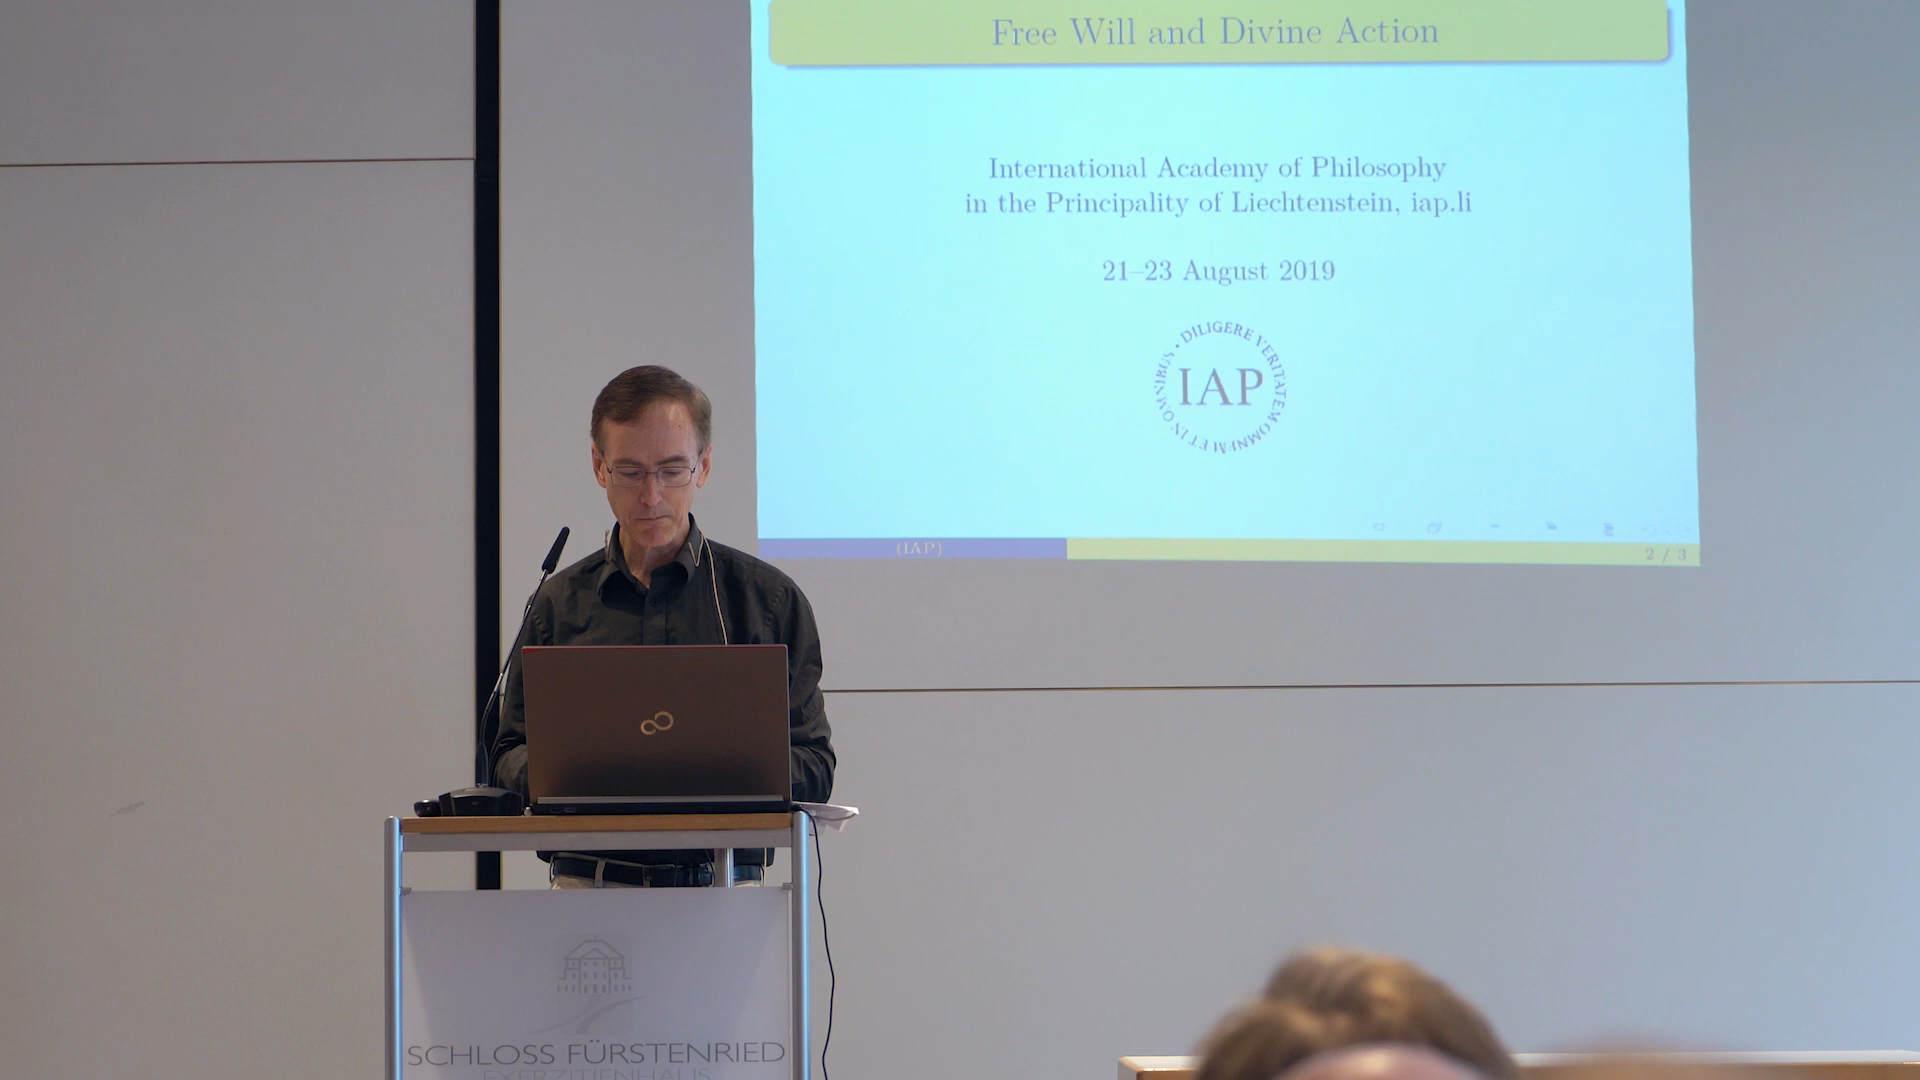 Free Will and Divine Action
International Academy of Philosophy
in the Principality of Liechtenstein, iap.li
21–23 August 2019
DILIGERE VERITATEM OMNEM ET IN OMNIBUS •
IAP
(IAP)
2 / 3
SCHLOSS FÜRSTENRIED
EXERZITIENHAUS